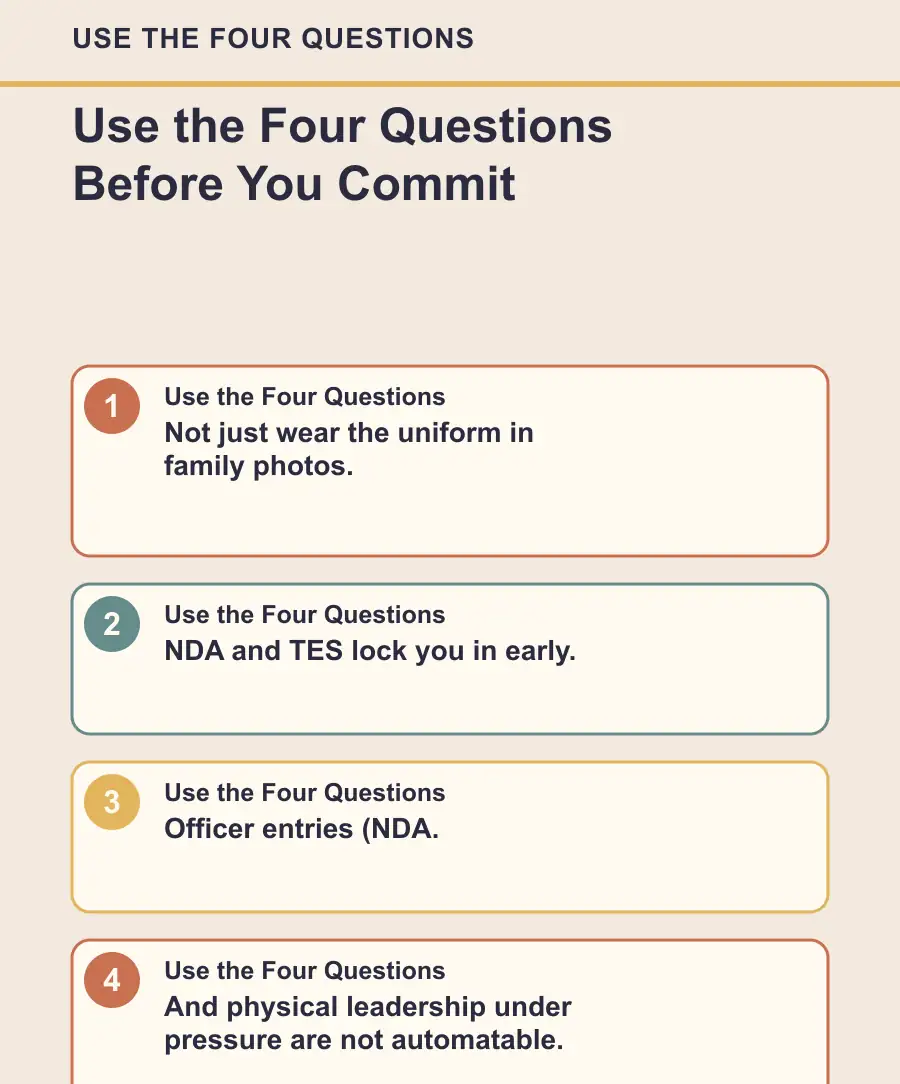 USE THE FOUR QUESTIONS
Use the Four Questions
Before You Commit
1
Use the Four Questions
Not just wear the uniform in
family photos.
2
Use the Four Questions
NDA and TES lock you in early.
3
Use the Four Questions
Officer entries (NDA.
4
Use the Four Questions
And physical leadership under
pressure are not automatable.